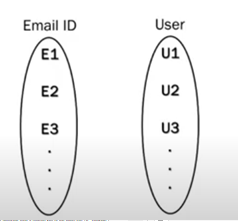 Email ID User
E1 U1
E2 U2
E3 U3